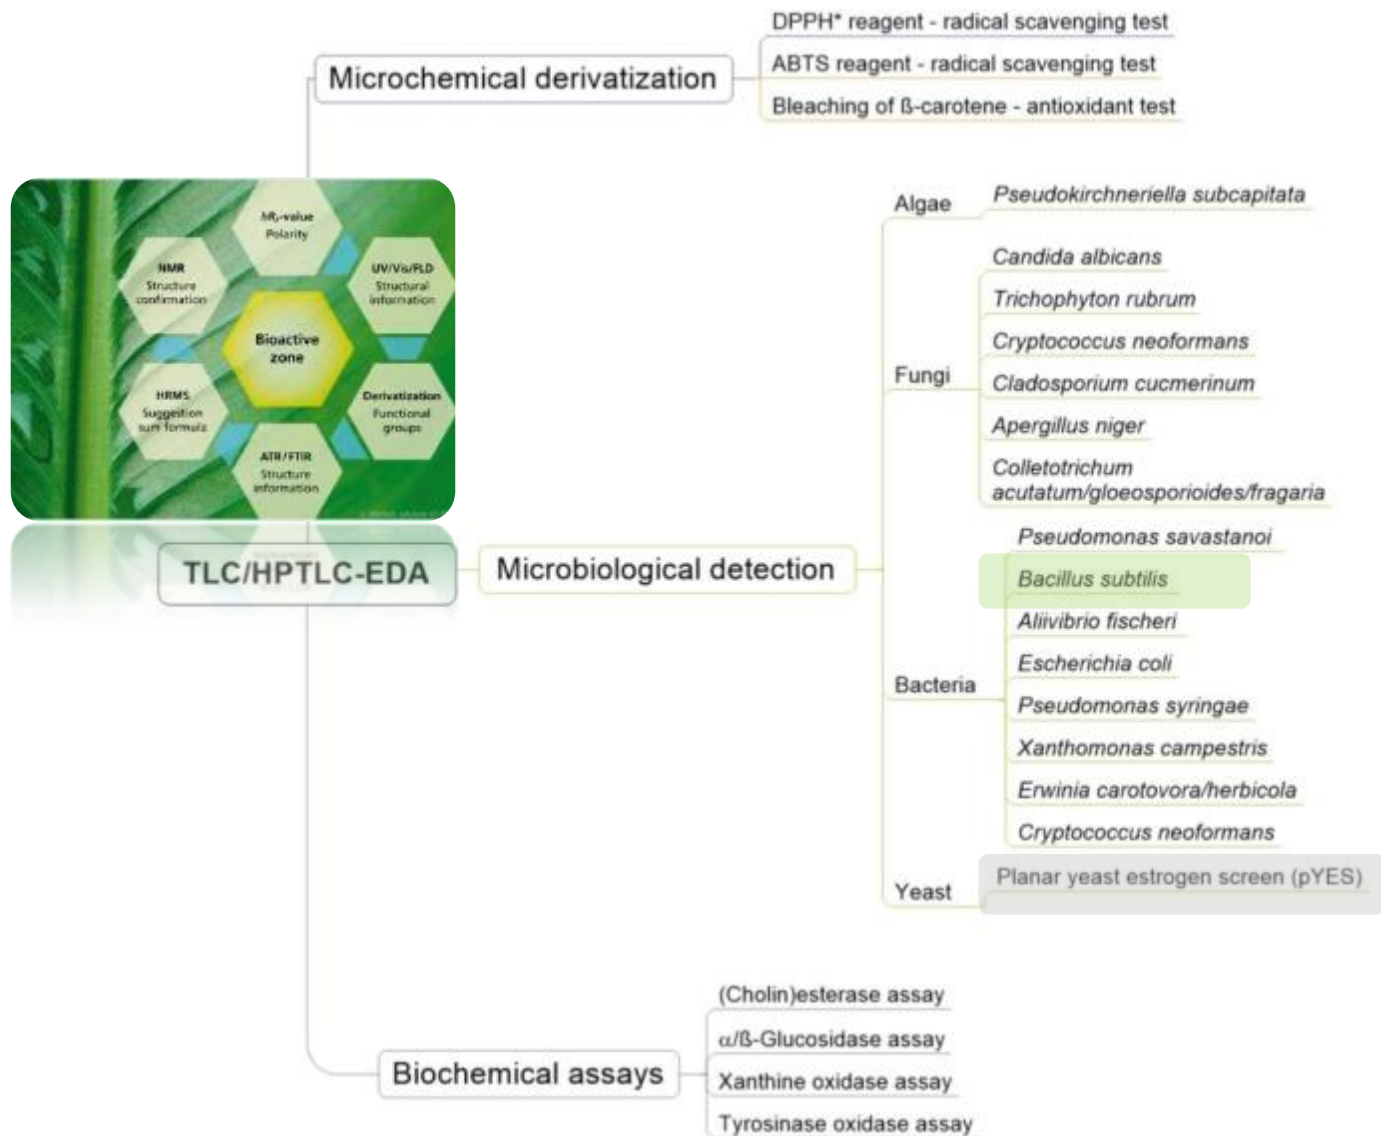 DPPH* reagent - radical scavenging test
Microchemical derivatization
ABTS reagent - radical scavenging test
Bleaching of ß-carotene - antioxidant test
hRF-value
Polarity
NMR
Structure
confirmation
UV/Vis/FLD
Structural
information
Bioactive
zone
HRMS
Suggestion
sum formula
Derivatization
Functional
groups
ATR/FTIR
Structure
information
TLC/HPTLC-EDA
Microbiological detection
Algae
Pseudokirchneriella subcapitata
Fungi
Candida albicans
Trichophyton rubrum
Cryptococcus neoformans
Cladosporium cucmerinum
Apergillus niger
Colletotrichum
acutatum/gloeosporioides/fragaria
Bacteria
Pseudomonas savastanoi
Bacillus subtilis
Aliivibrio fischeri
Escherichia coli
Pseudomonas syringae
Xanthomonas campestris
Erwinia carotovora/herbicola
Cryptococcus neoformans
Yeast
Planar yeast estrogen screen (pYES)
Biochemical assays
(Cholin)esterase assay
α/ß-Glucosidase assay
Xanthine oxidase assay
Tyrosinase oxidase assay